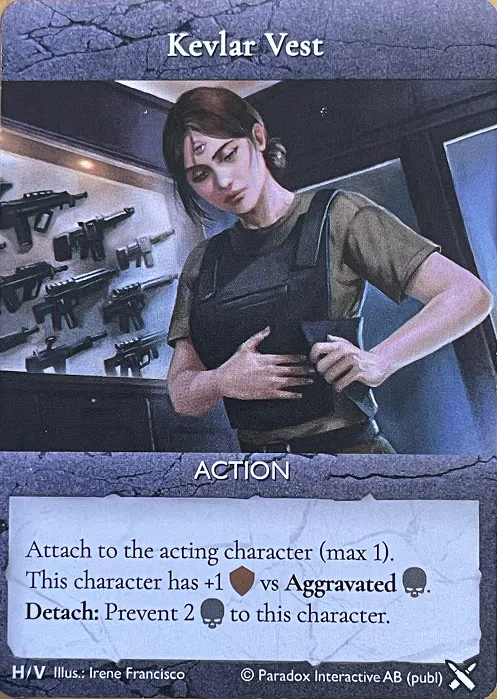 Kevlar Vest
ACTION
Attach to the acting character (max 1).
This character has +1 vs Aggravated .
Detach: Prevent 2 to this character.
H/V Illus.: Irene Francisco © Paradox Interactive AB (publ)